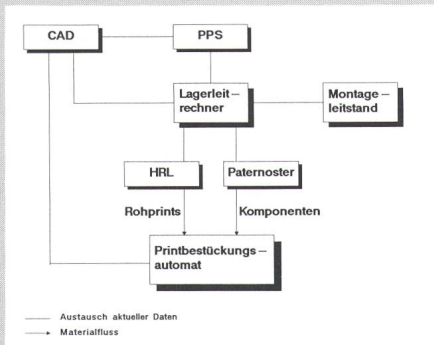 CAD
PPS
Lagerleit–
rechner
Montage–
leitstand
HRL
Paternoster
Rohprints
Komponenten
Printbestückungs–
automat
Austausch aktueller Daten
Materialfluss